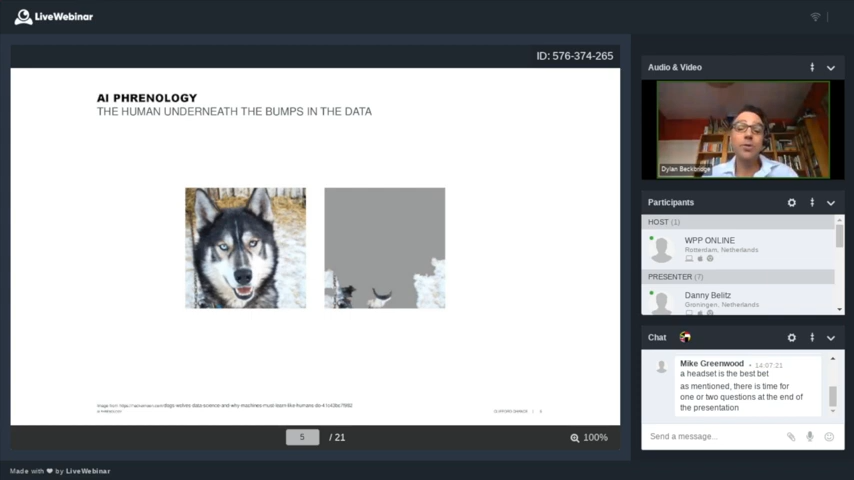 LiveWebinar
ID: 576-374-265
AI PHRENOLOGY
THE HUMAN UNDERNEATH THE BUMPS IN THE DATA
5
/ 21
100%
Made with ❤ by LiveWebinar
Audio & Video
Dylan Beckbridge
Participants
HOST (1)
WPP ONLINE
Rotterdam, Netherlands
PRESENTER (7)
Danny Belitz
Groningen, Netherlands
Chat
Mike Greenwood • 14:07:21
a headset is the best bet
as mentioned, there is time for
one or two questions at the end of
the presentation
Send a message...